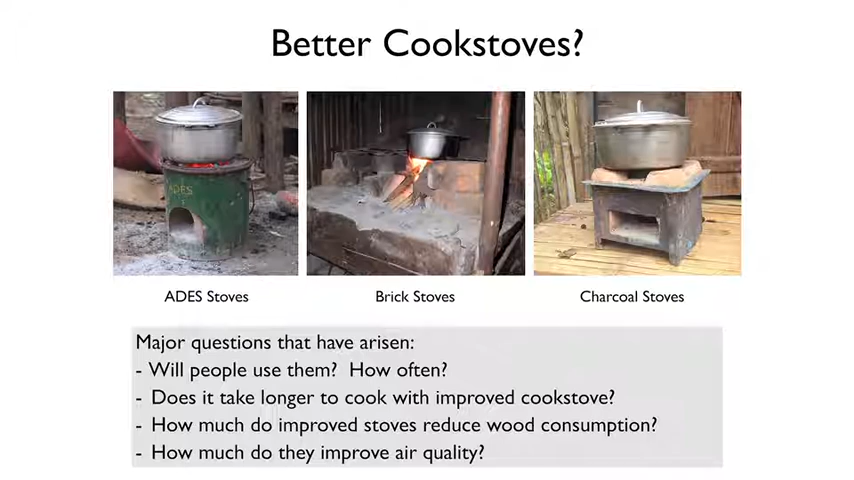 Better Cookstoves?
ADES
ADES Stoves
Brick Stoves
Charcoal Stoves
Major questions that have arisen:
- Will people use them?  How often?
- Does it take longer to cook with improved cookstove?
- How much do improved stoves reduce wood consumption?
- How much do they improve air quality?